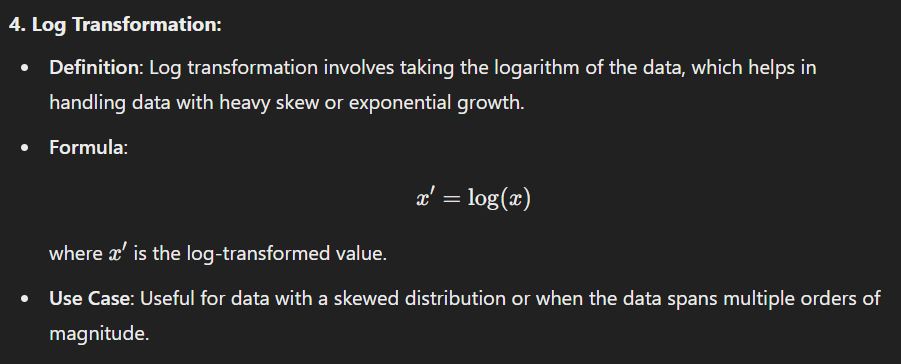 4. Log Transformation:
• Definition: Log transformation involves taking the logarithm of the data, which helps in
handling data with heavy skew or exponential growth.
• Formula:
x′ = log(x)
where x′ is the log-transformed value.
• Use Case: Useful for data with a skewed distribution or when the data spans multiple orders of
magnitude.